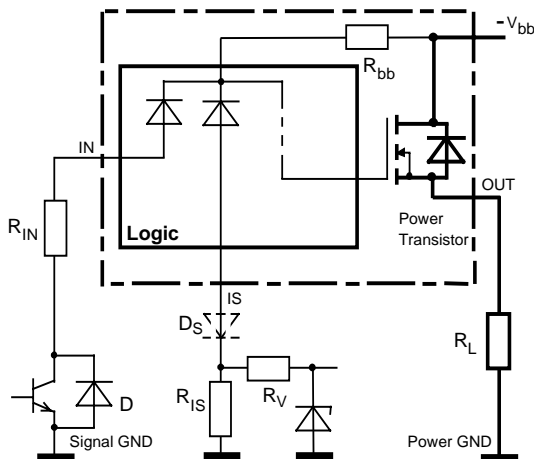 - Vbb
Rbb
IN
OUT
RIN
Logic
Power
Transistor
IS
DS
RL
D
RIS
RV
Signal GND
Power GND